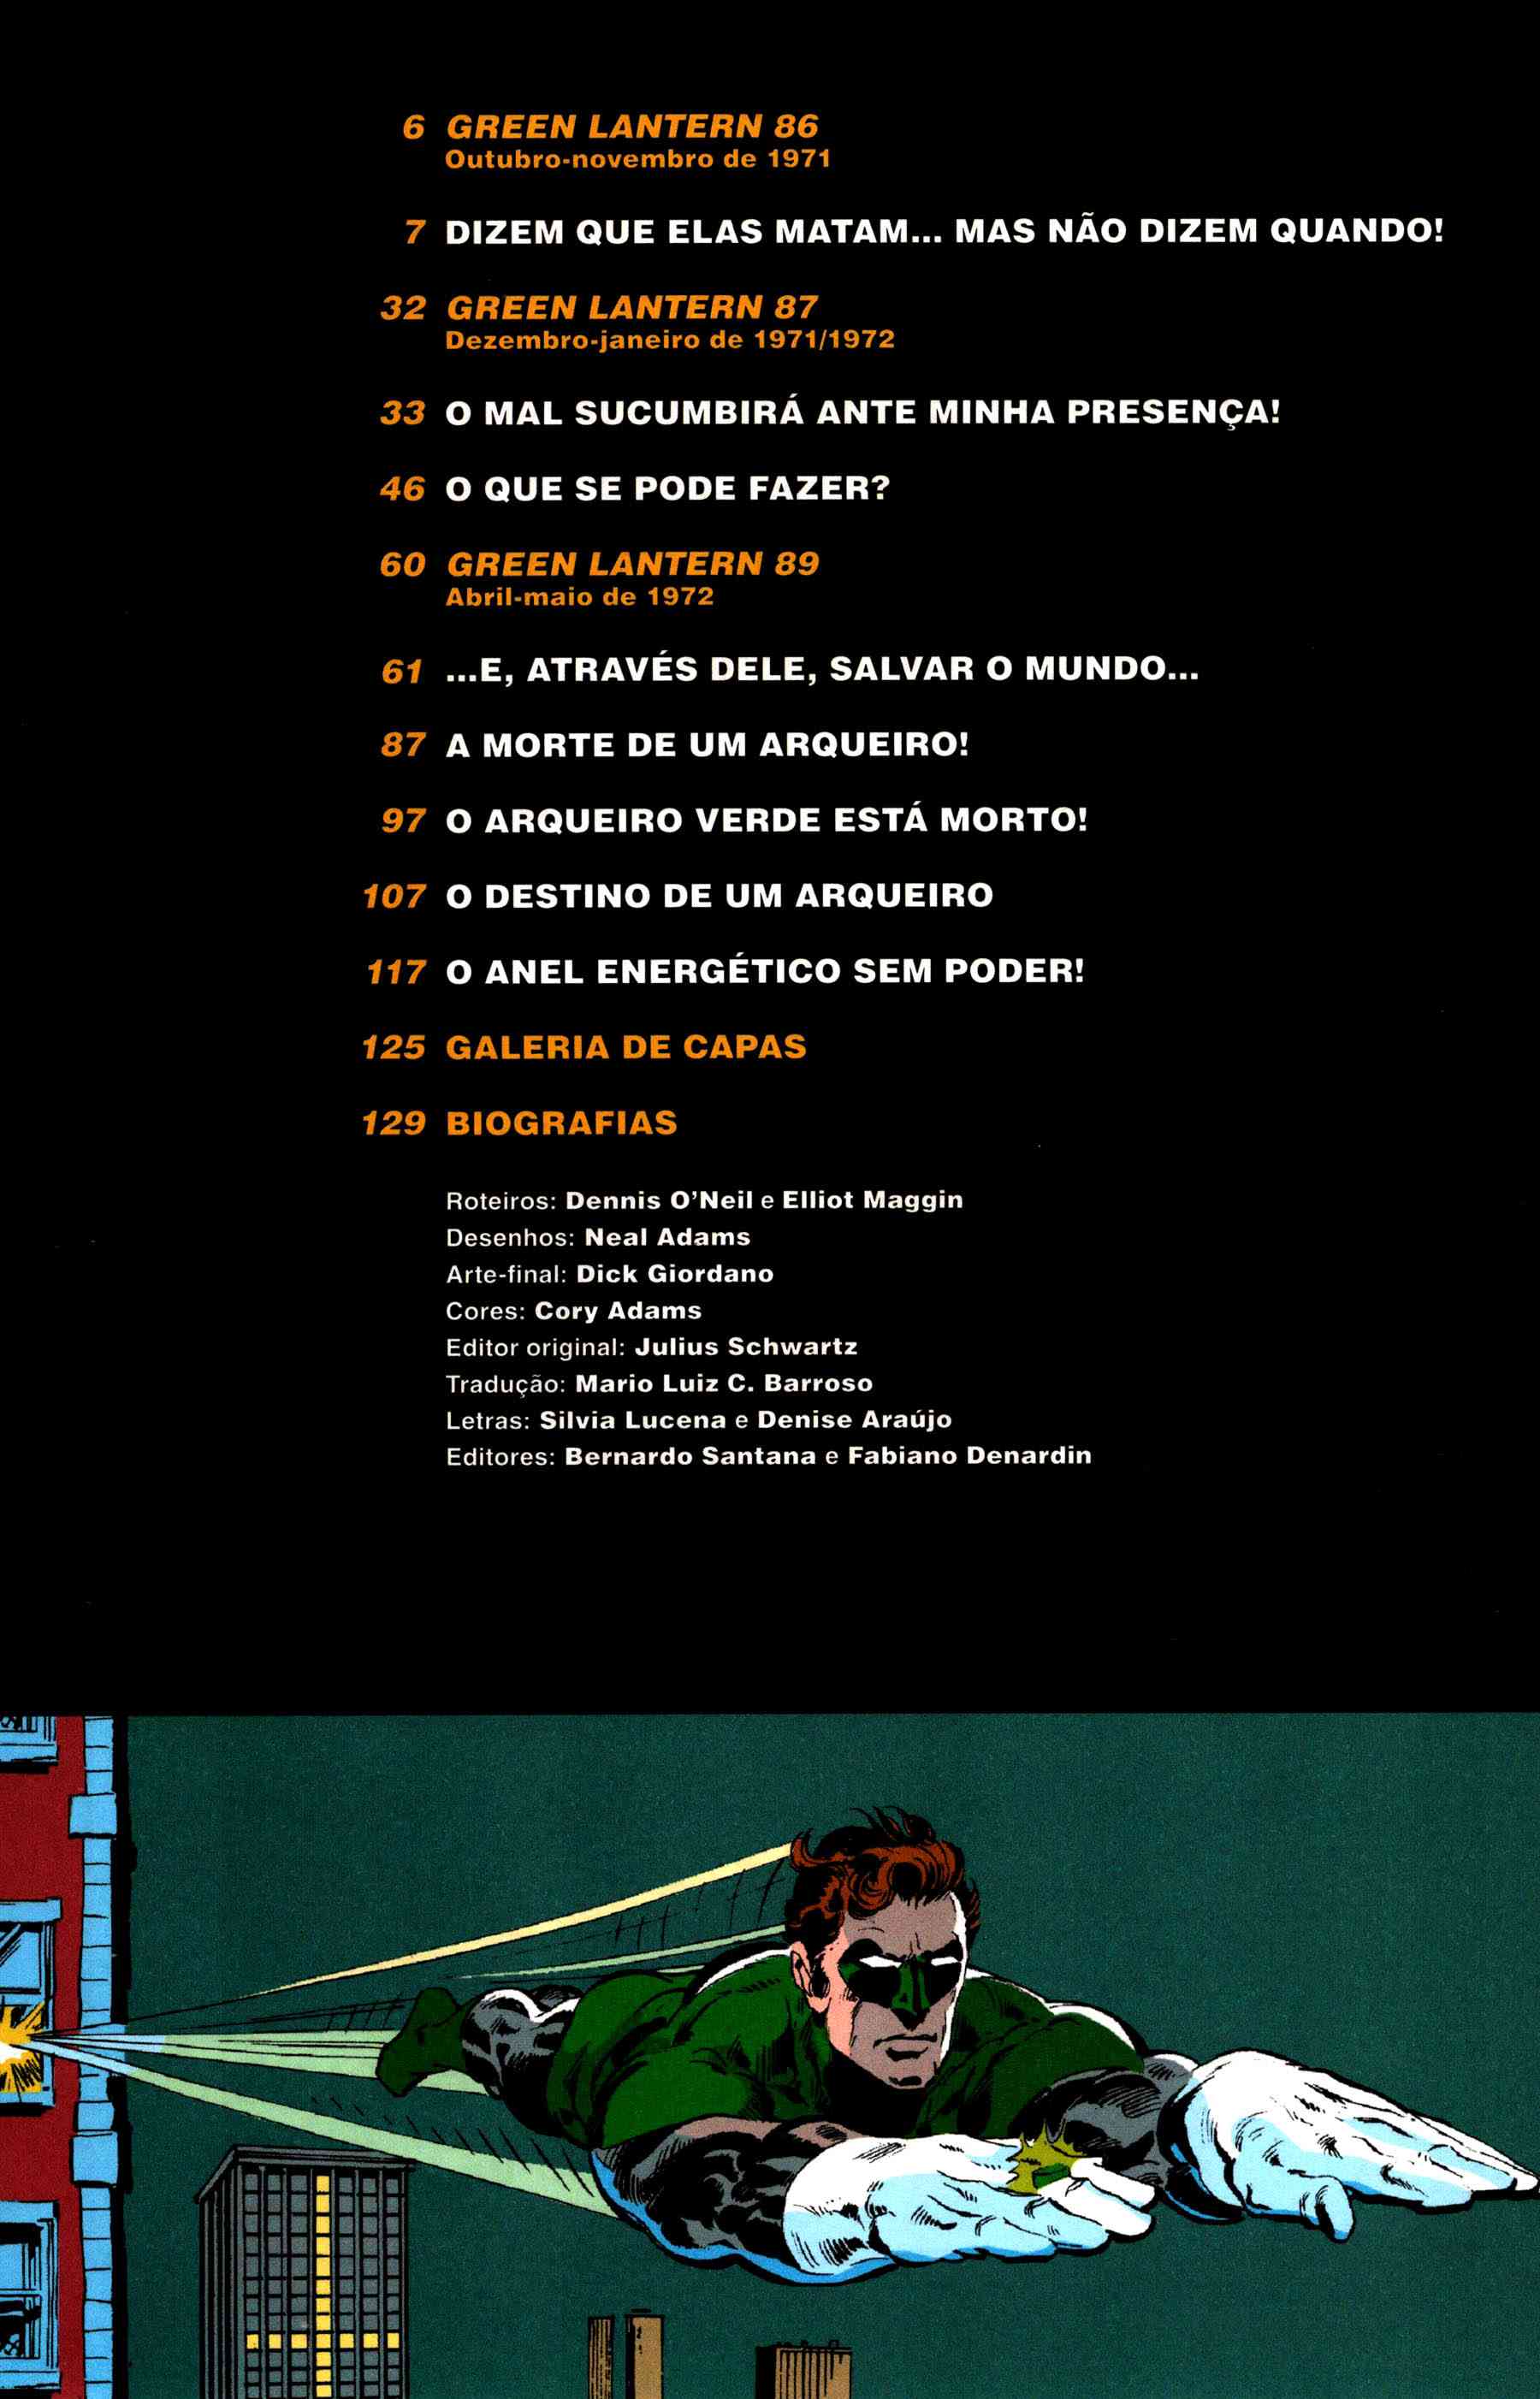 6 GREEN LANTERN 86
Outubro-novembro de 1971
7 DIZEM QUE ELAS MATAM... MAS NÃO DIZEM QUANDO!
32 GREEN LANTERN 87
Dezembro-janeiro de 1971/1972
33 O MAL SUCUMBIRÁ ANTE MINHA PRESENÇA!
46 O QUE SE PODE FAZER?
60 GREEN LANTERN 89
Abril-maio de 1972
61 ...E, ATRAVÉS DELE, SALVAR O MUNDO...
87 A MORTE DE UM ARQUEIRO!
97 O ARQUEIRO VERDE ESTÁ MORTO!
107 O DESTINO DE UM ARQUEIRO
117 O ANEL ENERGÉTICO SEM PODER!
125 GALERIA DE CAPAS
129 BIOGRAFIAS
Roteiros: Dennis O'Neil e Elliot Maggin
Desenhos: Neal Adams
Arte-final: Dick Giordano
Cores: Cory Adams
Editor original: Julius Schwartz
Tradução: Mario Luiz C. Barroso
Letras: Silvia Lucena e Denise Araújo
Editores: Bernardo Santana e Fabiano Denardin